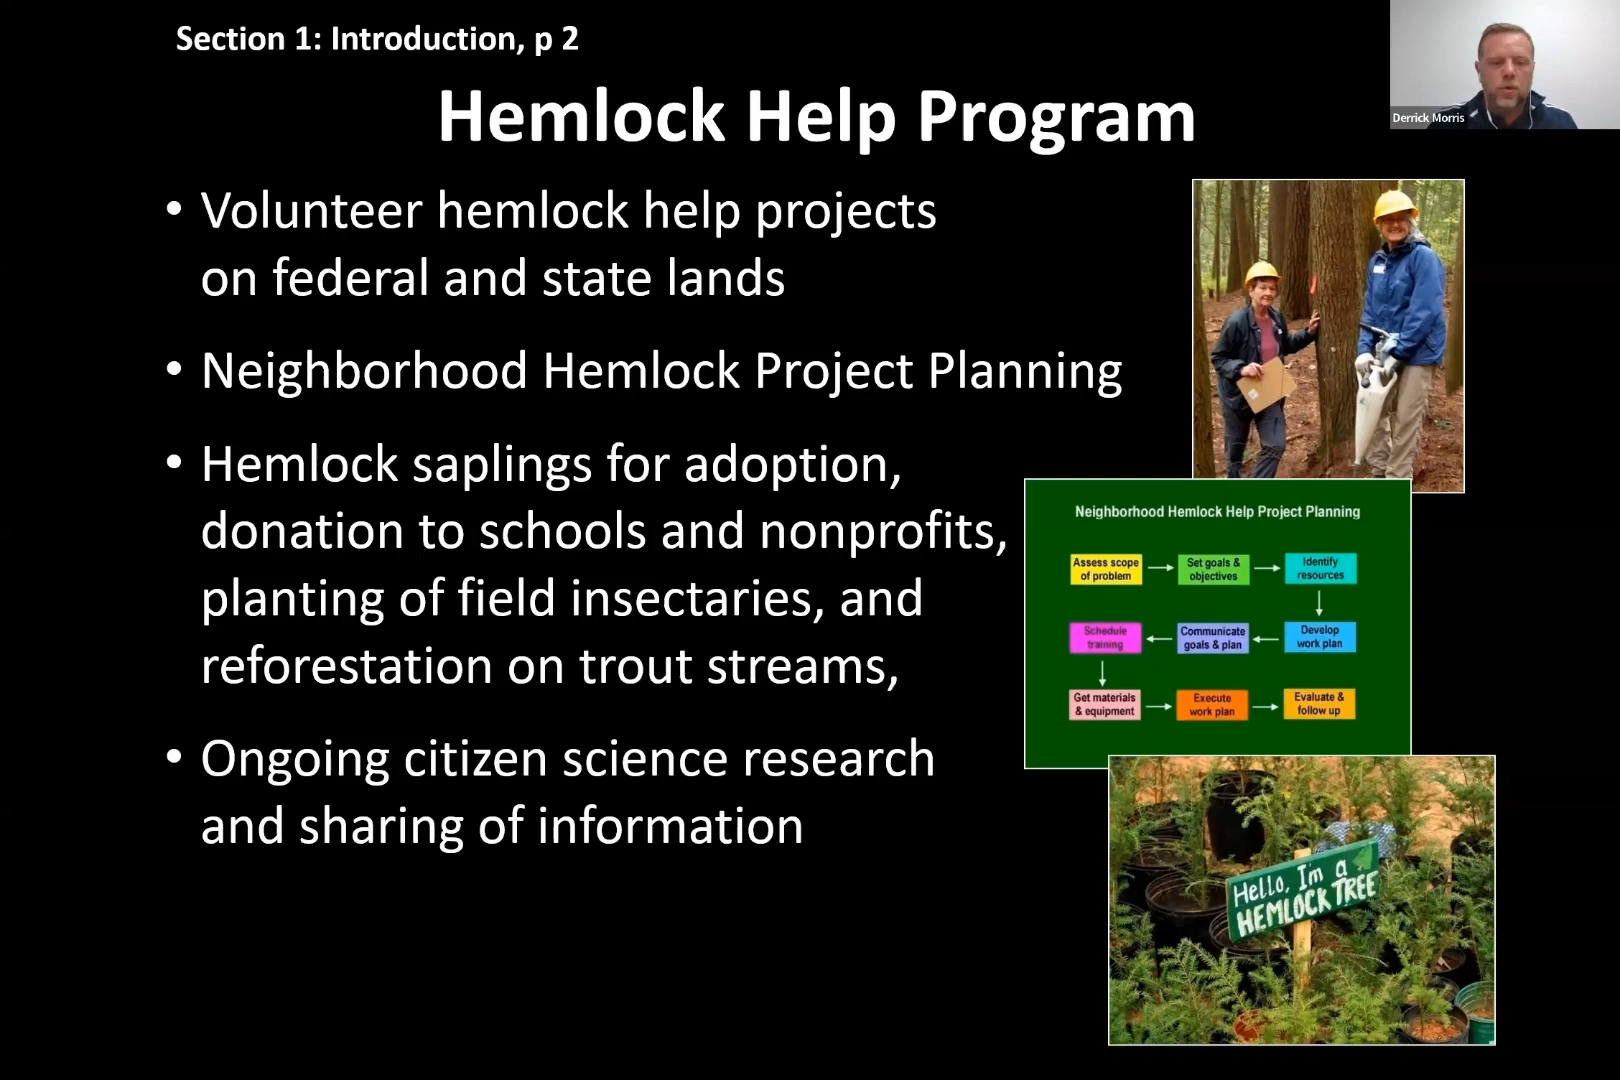 Section 1: Introduction, p 2
Derrick Morris
Hemlock Help Program
• Volunteer hemlock help projects
on federal and state lands
• Neighborhood Hemlock Project Planning
• Hemlock saplings for adoption,
donation to schools and nonprofits,
planting of field insectaries, and
reforestation on trout streams,
• Ongoing citizen science research
and sharing of information
Neighborhood Hemlock Help Project Planning
Assess scope
of problem
Set goals &
objectives
Identify
resources
Develop
work plan
Communicate
goals & plan
Schedule
training
Get materials
& equipment
Execute
work plan
Evaluate &
follow up
Hello, I'm a
HEMLOCK TREE